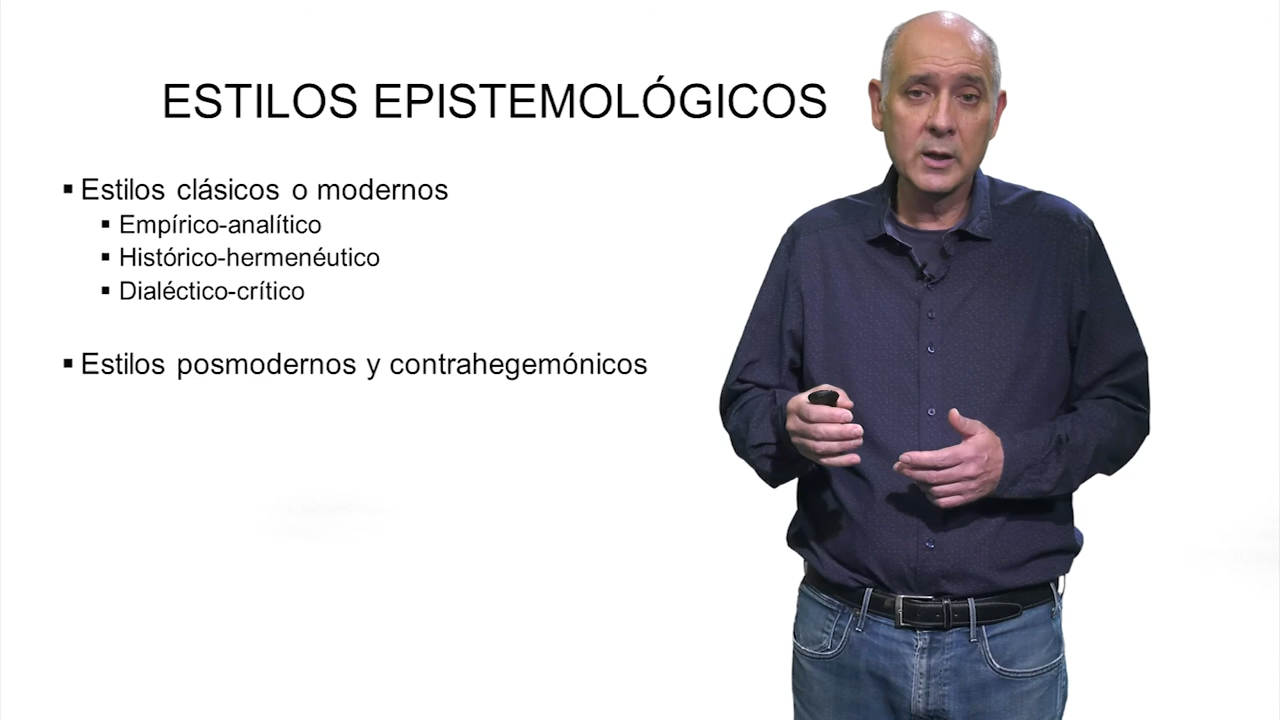 ESTILOS EPISTEMOLÓGICOS
▪ Estilos clásicos o modernos
▪ Empírico-analítico
▪ Histórico-hermenéutico
▪ Dialéctico-crítico
▪ Estilos posmodernos y contrahegemónicos